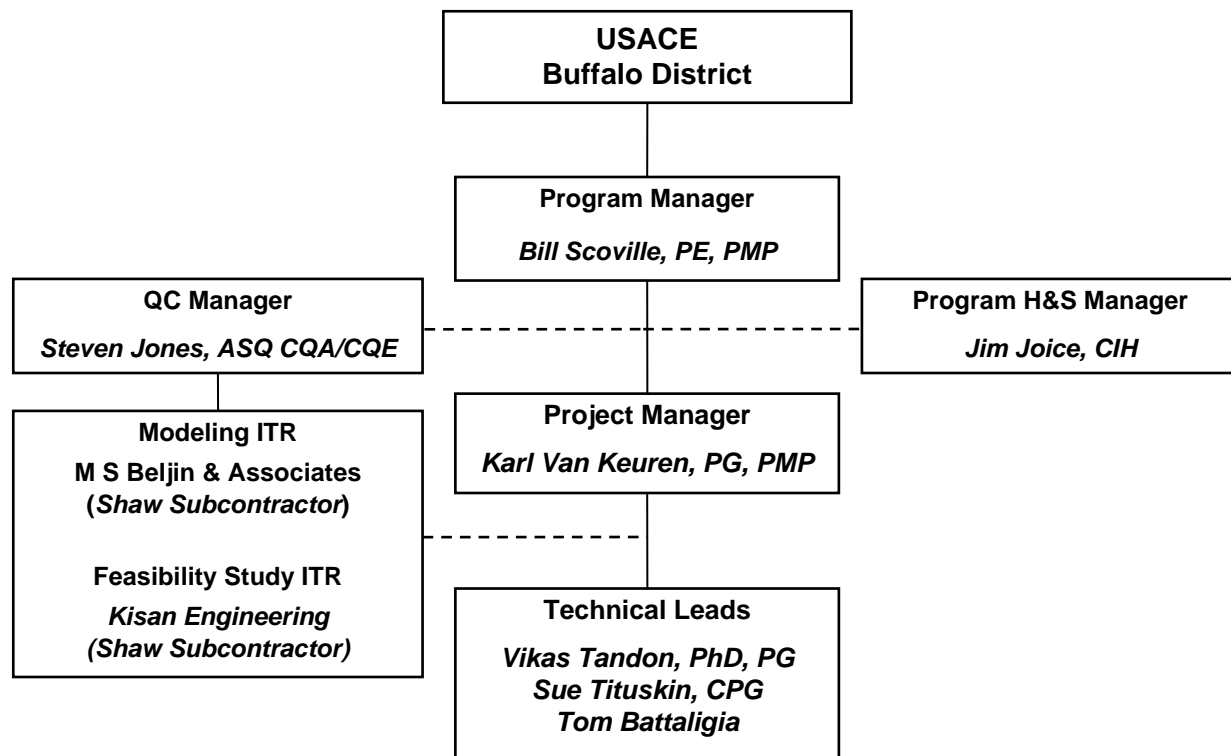 USACE
Buffalo District
Program Manager
Bill Scoville, PE, PMP
QC Manager
Steven Jones, ASQ CQA/CQE
Program H&S Manager
Jim Joice, CIH
Modeling ITR
M S Beljin & Associates
(Shaw Subcontractor)
Feasibility Study ITR
Kisan Engineering
(Shaw Subcontractor)
Project Manager
Karl Van Keuren, PG, PMP
Technical Leads
Vikas Tandon, PhD, PG
Sue Tituskin, CPG
Tom Battaligia